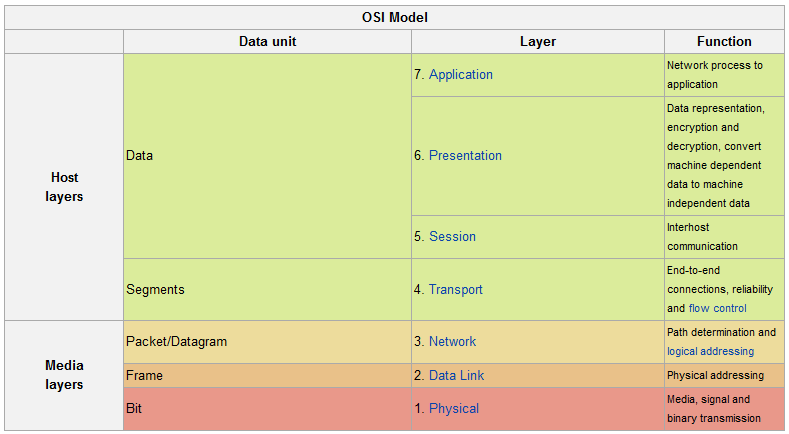 OSI Model
Data unit
Layer
Function
Host
layers
Data
7. Application
Network process to
application
6. Presentation
Data representation,
encryption and
decryption, convert
machine dependent
data to machine
independent data
5. Session
Interhost
communication
Segments
4. Transport
End-to-end
connections, reliability
and flow control
Media
layers
Packet/Datagram
3. Network
Path determination and
logical addressing
Frame
2. Data Link
Physical addressing
Bit
1. Physical
Media, signal and
binary transmission